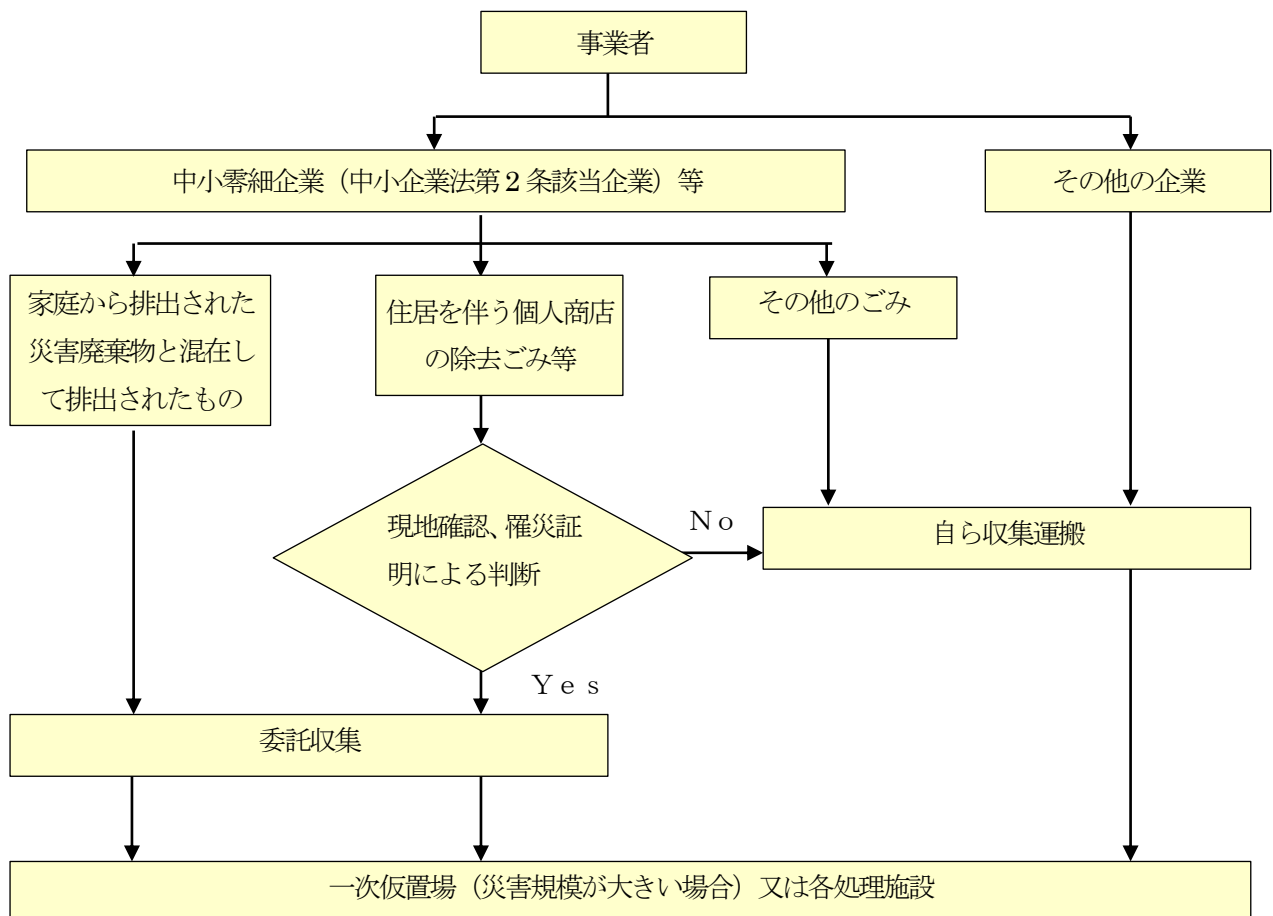 事業者
中小零細企業（中小企業法第２条該当企業）等
その他の企業
家庭から排出された
災害廃棄物と混在し
て排出されたもの
住居を伴う個人商店
の除去ごみ等
その他のごみ
現地確認、罹災証
明による判断
Ｎｏ
自ら収集運搬
Ｙｅｓ
委託収集
一次仮置場（災害規模が大きい場合）又は各処理施設